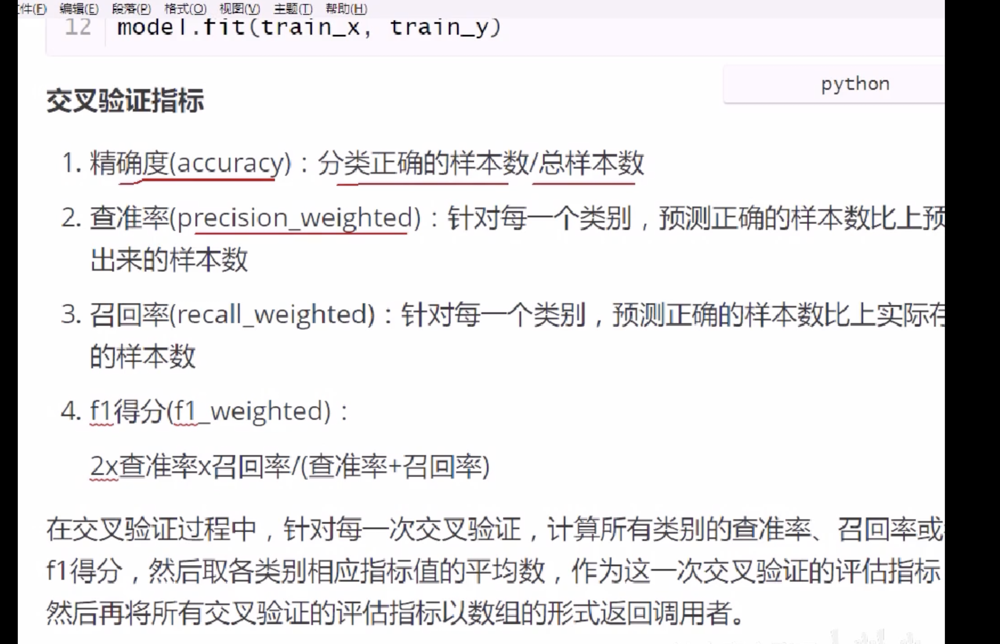 件(F) 编辑(E) 段落(P) 格式(O) 视图(V) 主题(T) 帮助(H)
12 model.fit(train_x, train_y)
python
交叉验证指标
1. 精确度(accuracy)：分类正确的样本数/总样本数
2. 查准率(precision_weighted)：针对每一个类别，预测正确的样本数比上预
出来的样本数
3. 召回率(recall_weighted)：针对每一个类别，预测正确的样本数比上实际存
的样本数
4. f1得分(f1_weighted)：
2x查准率x召回率/(查准率+召回率)
在交叉验证过程中，针对每一次交叉验证，计算所有类别的查准率、召回率或
f1得分，然后取各类别相应指标值的平均数，作为这一次交叉验证的评估指标
然后再将所有交叉验证的评估指标以数组的形式返回调用者。